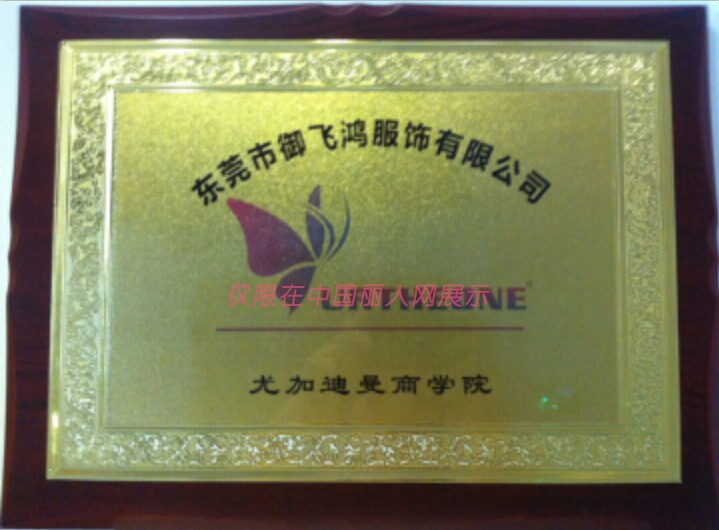 东莞市御飞鸿服饰有限公司
仅限在中国丽人网展示
尤加迪曼商学院